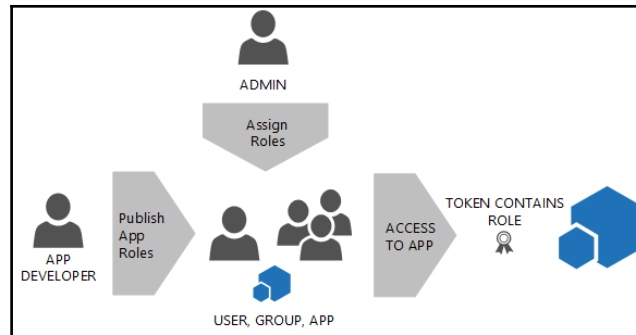 ADMIN
Assign
Roles
APP
DEVELOPER
Publish
App
Roles
USER, GROUP, APP
ACCESS
TO APP
TOKEN CONTAINS
ROLE